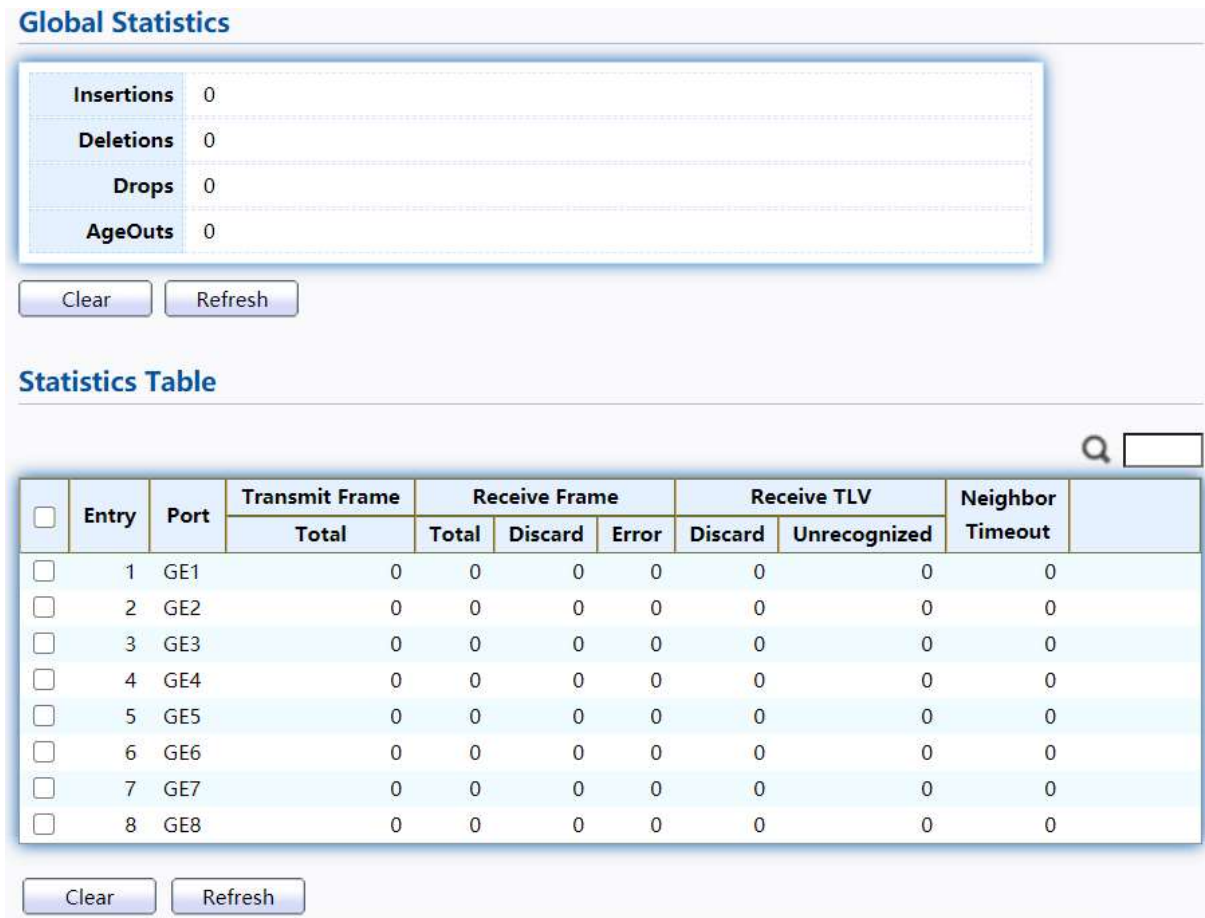 Global Statistics
Insertions 0
Deletions 0
Drops 0
AgeOuts 0
Clear Refresh
Statistics Table
Entry Port Transmit Frame Receive Frame Receive TLV Neighbor Timeout
Total Total Discard Error Discard Unrecognized
1 GE1 0 0 0 0 0 0 0
2 GE2 0 0 0 0 0 0 0
3 GE3 0 0 0 0 0 0 0
4 GE4 0 0 0 0 0 0 0
5 GE5 0 0 0 0 0 0 0
6 GE6 0 0 0 0 0 0 0
7 GE7 0 0 0 0 0 0 0
8 GE8 0 0 0 0 0 0 0
Clear Refresh